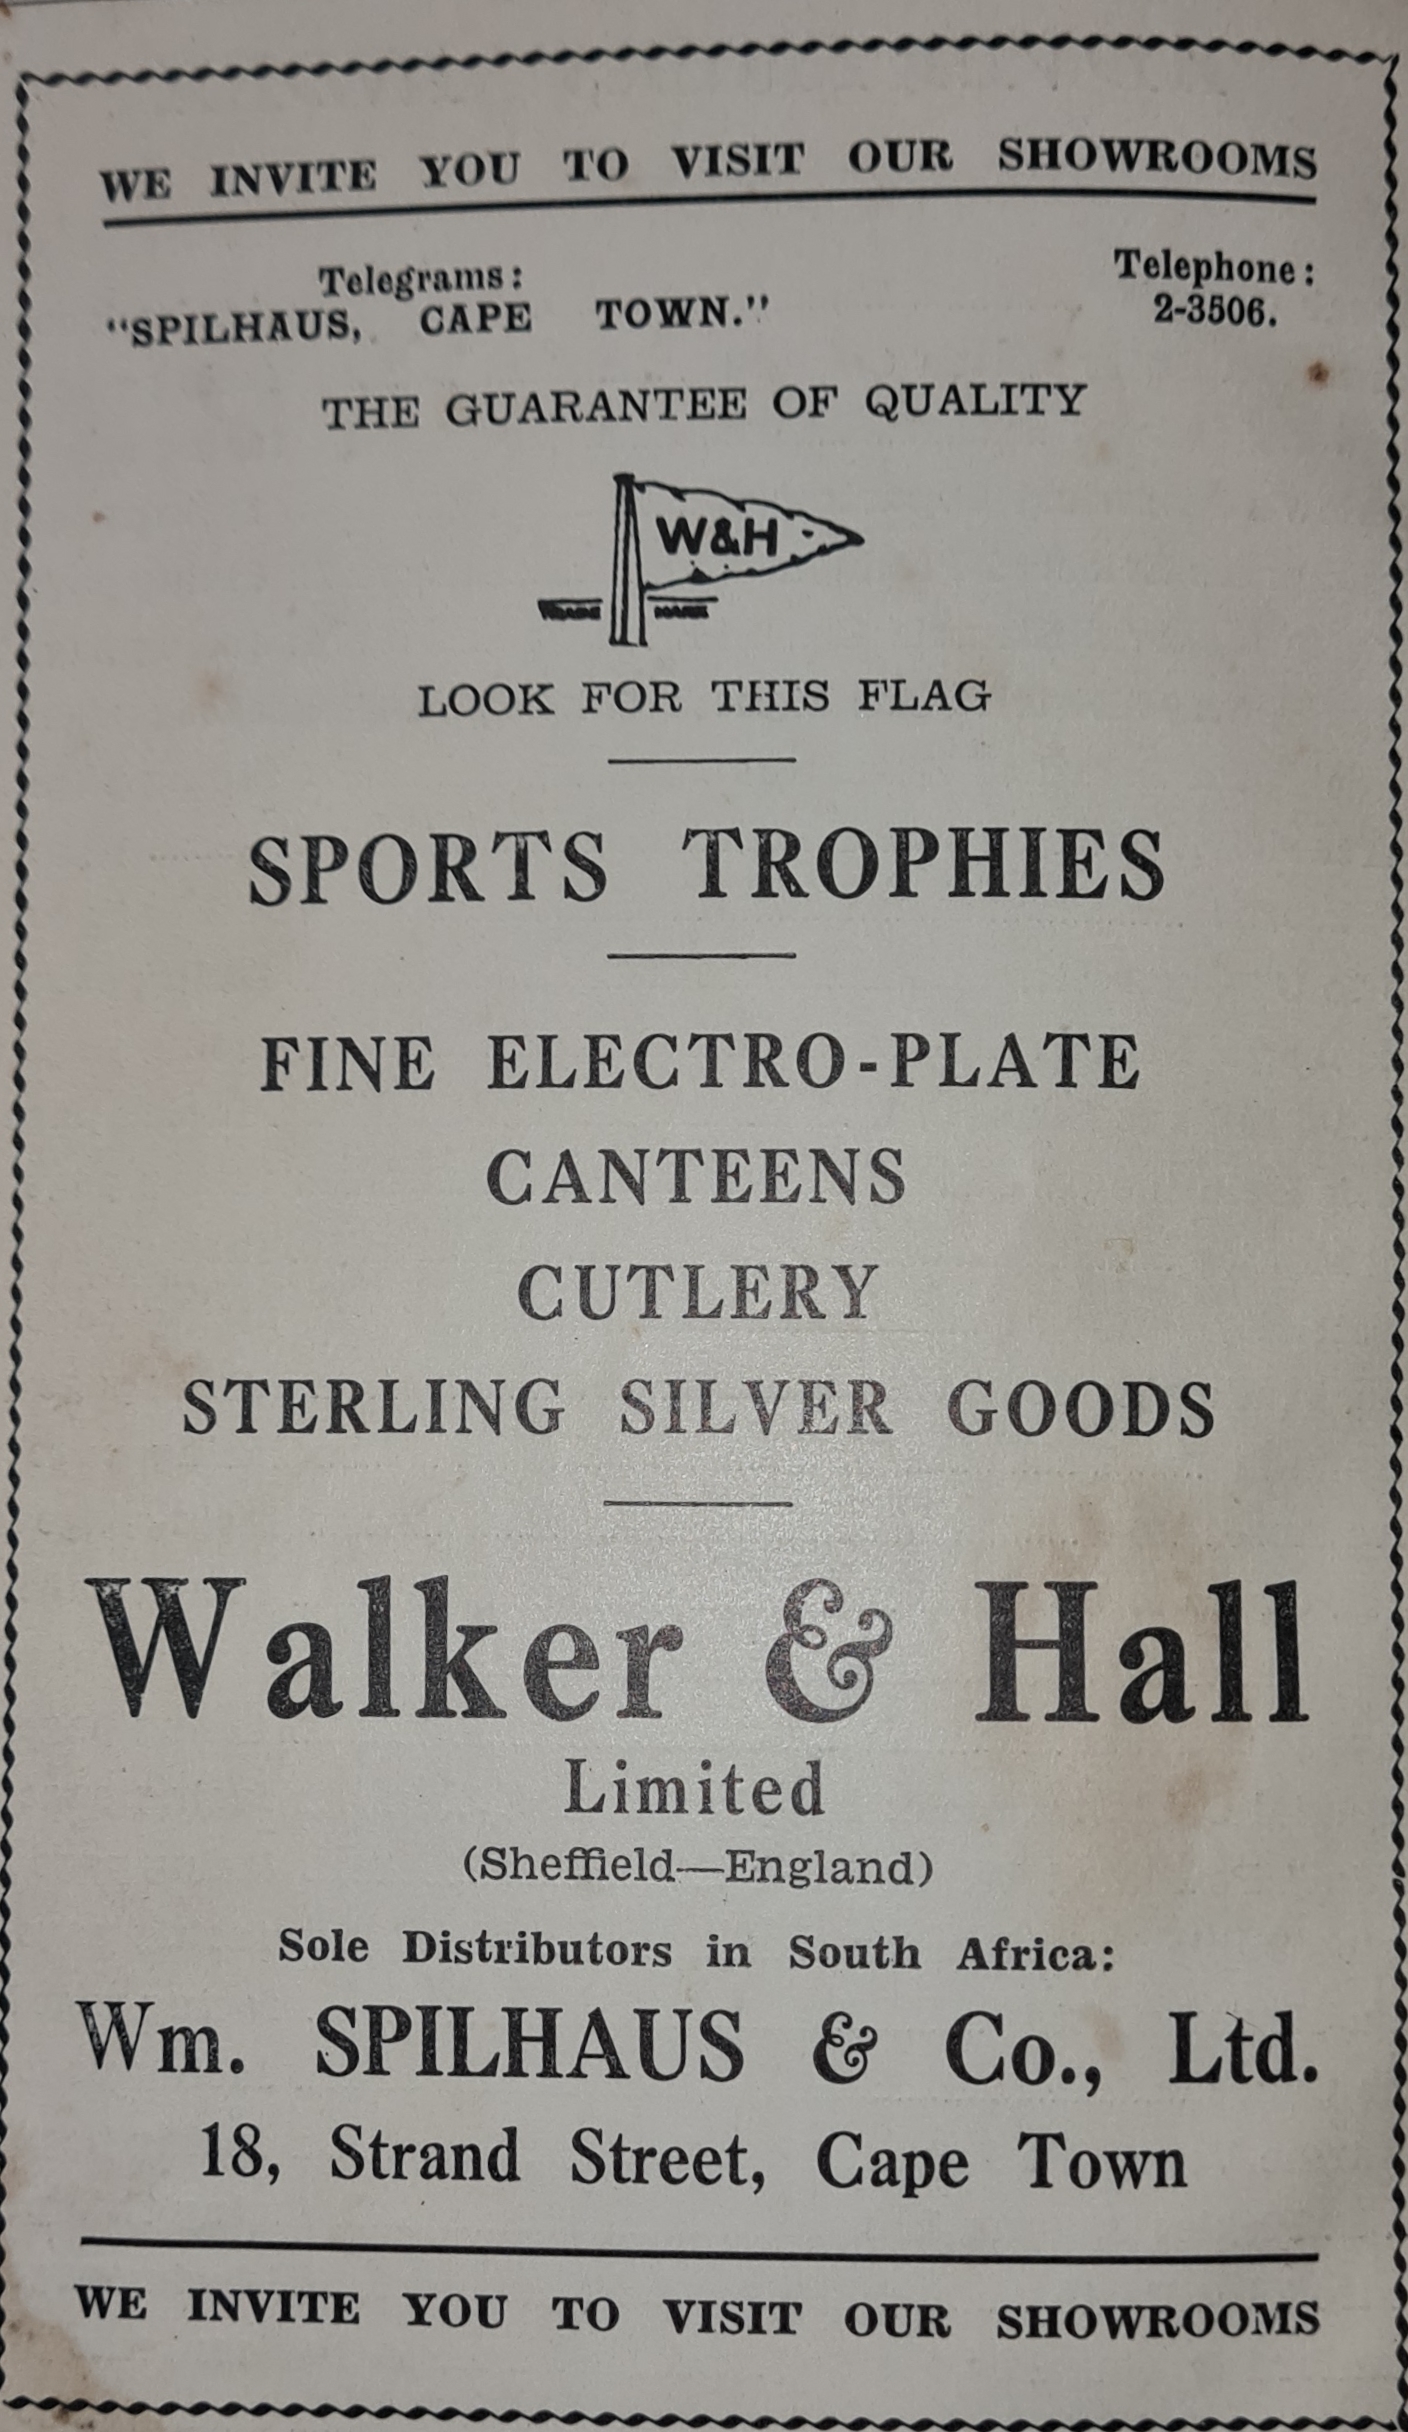 WE INVITE YOU TO VISIT OUR SHOWROOMS
Telegrams:
"SPILHAUS, CAPE TOWN."
Telephone:
2-3506.
THE GUARANTEE OF QUALITY
W&H
TRADE MARK
LOOK FOR THIS FLAG
SPORTS TROPHIES
FINE ELECTRO-PLATE
CANTEENS
CUTLERY
STERLING SILVER GOODS
Walker & Hall
Limited
(Sheffield—England)
Sole Distributors in South Africa:
Wm. SPILHAUS & Co., Ltd.
18, Strand Street, Cape Town
WE INVITE YOU TO VISIT OUR SHOWROOMS